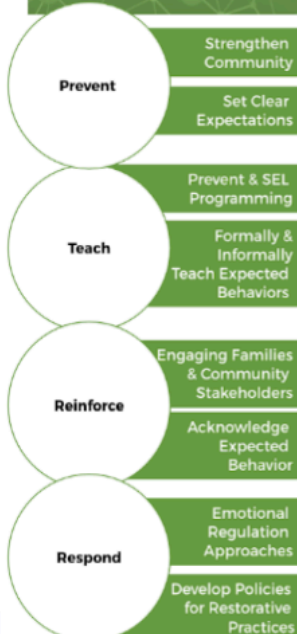 Prevent
Strengthen
Community
Set Clear
Expectations
Teach
Prevent & SEL
Programming
Formally &
Informally
Teach Expected
Behaviors
Reinforce
Engaging Families
& Community
Stakeholders
Acknowledge
Expected
Behavior
Respond
Emotional
Regulation
Approaches
Develop Policies
for Restorative
Practices